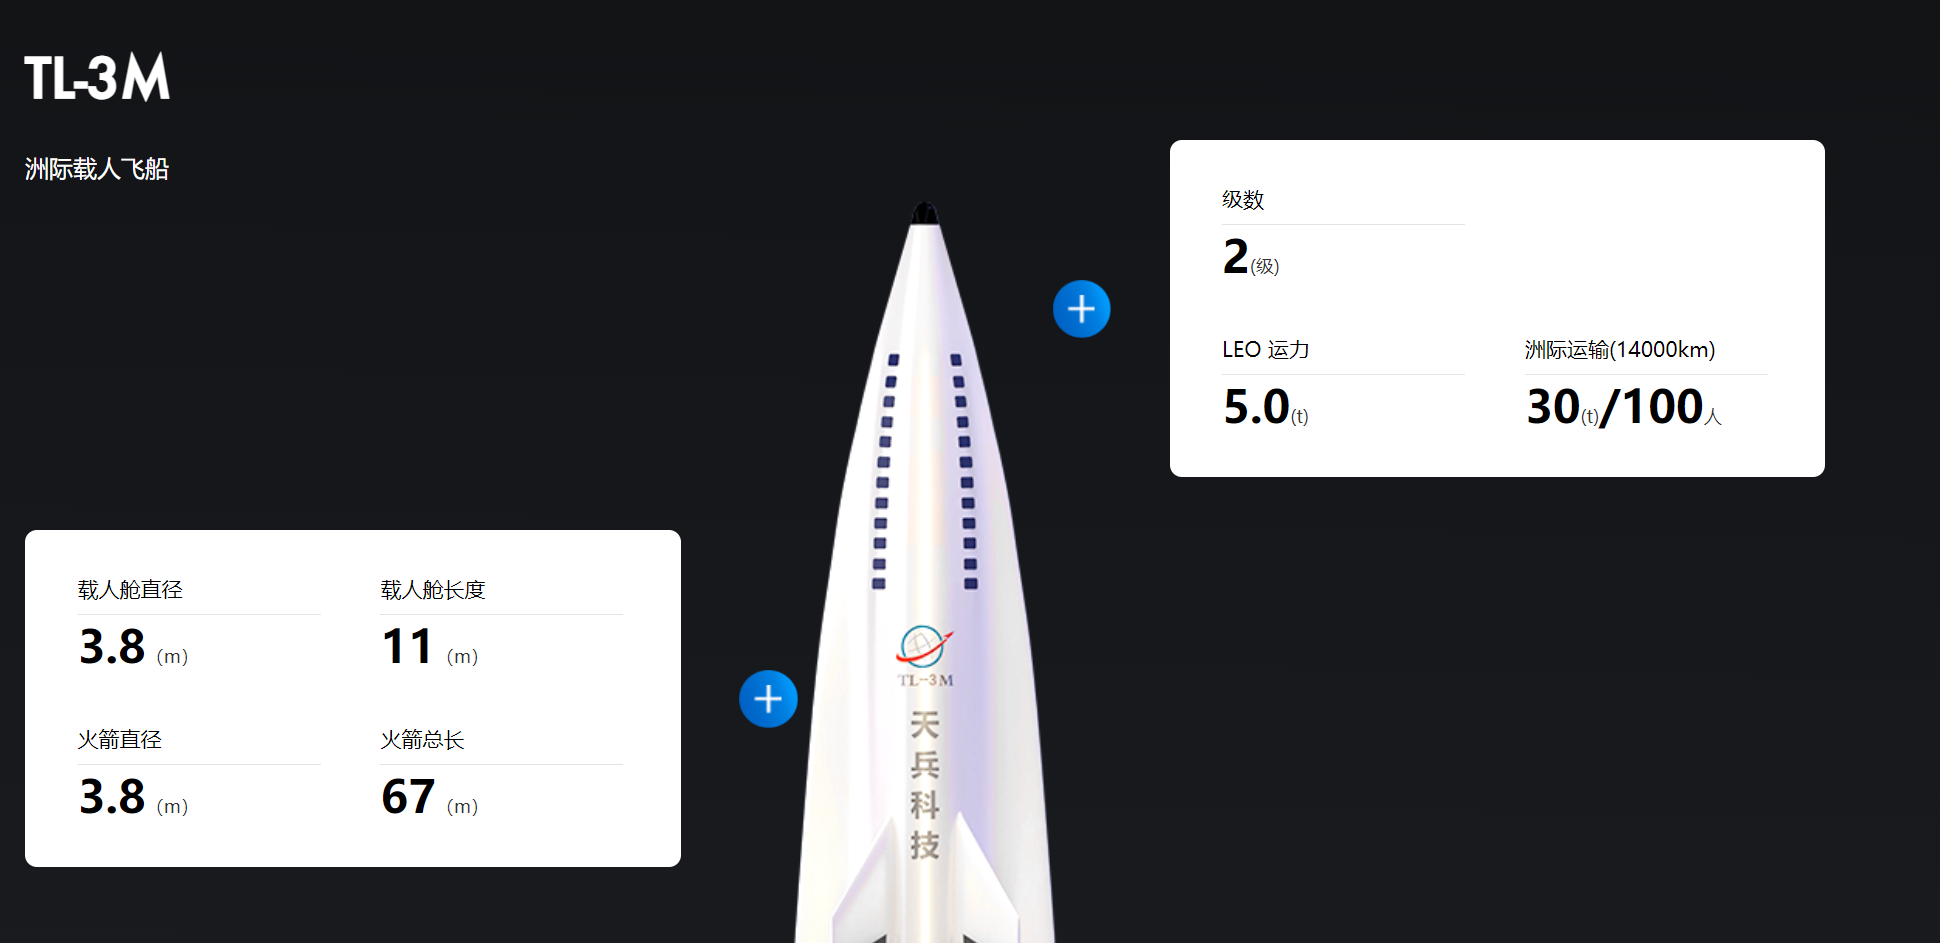 TL-3M
洲际载人飞船
级数
2(级)
LEO 运力
5.0(t)
洲际运输(14000km)
30(t)/100人
载人舱直径
3.8 (m)
载人舱长度
11 (m)
火箭直径
3.8 (m)
火箭总长
67 (m)
TL--3M
天
兵
科
技